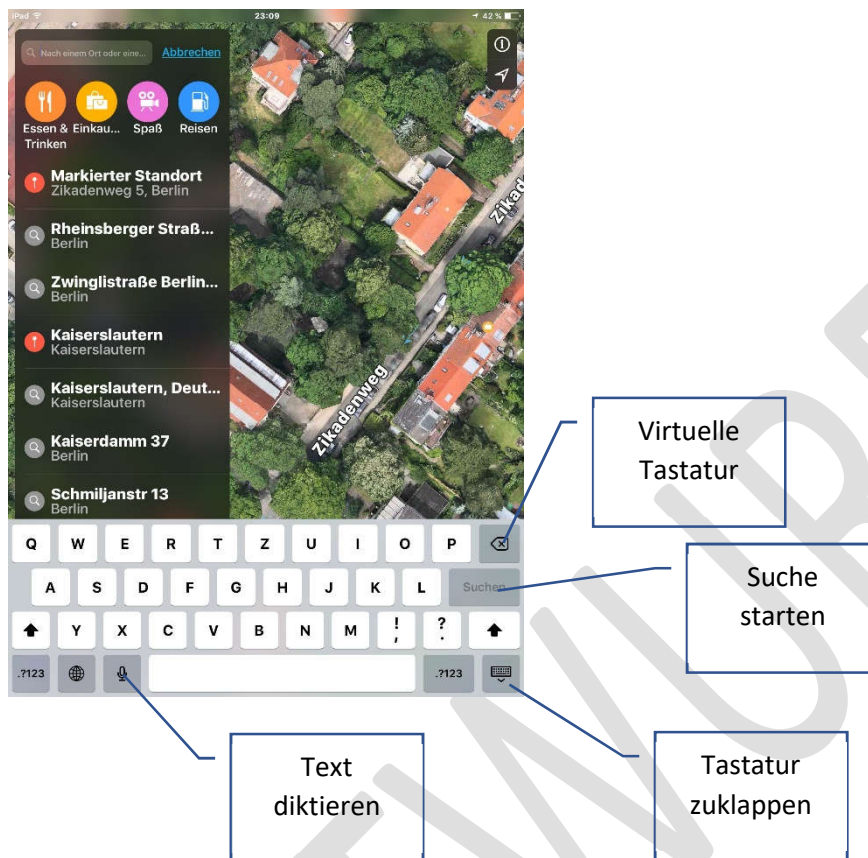 iPad
23:09
42 %
Nach einem Ort oder eine...
Abbrechen
Essen &
Trinken
Einkau...
Spaß
Reisen
Markierter Standort
Zikadenweg 5, Berlin
Rheinsberger Straß...
Berlin
Zwinglistraße Berlin...
Berlin
Kaiserslautern
Kaiserslautern
Kaiserslautern, Deut...
Kaiserslautern
Kaiserdamm 37
Berlin
Schmiljanstr 13
Berlin
Zikad
Zikadenweg
Q W E R T Z U I O P
A S D F G H J K L Suchen
Y X C V B N M ! , ? .
.?123 .?123
Virtuelle
Tastatur
Suche
starten
Text
diktieren
Tastatur
zuklappen